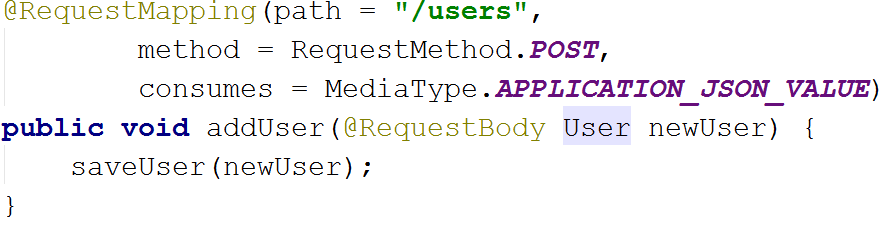 @RequestMapping(path = "/users",
        method = RequestMethod.POST,
        consumes = MediaType.APPLICATION_JSON_VALUE)
public void addUser(@RequestBody User newUser) {
    saveUser(newUser);
}